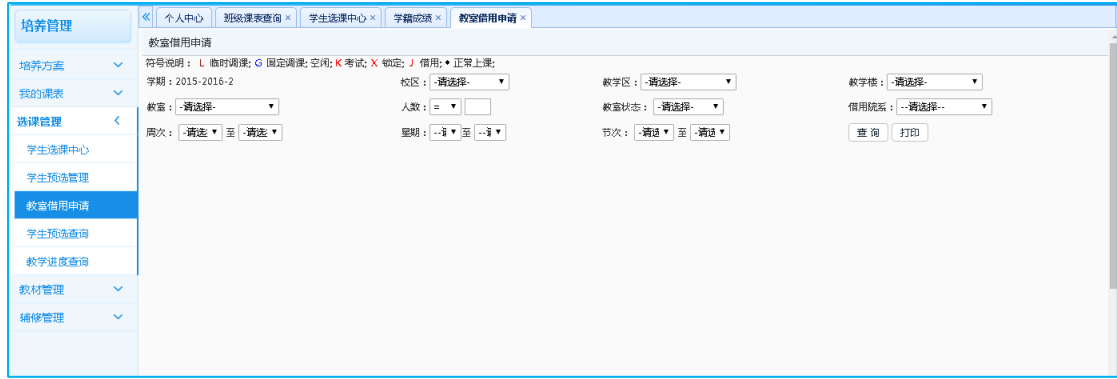 培养管理
培养方案
我的课表
选课管理
学生选课中心
学生预选管理
教室借用申请
学生预选查询
教学进度查询
教材管理
辅修管理
个人中心 班级课表查询 × 学生选课中心 × 学籍成绩 × 教室借用申请 ×
教室借用申请
符号说明： L 临时调课; G 固定调课; 空闲; K 考试; X 锁定; J 借用; ◆ 正常上课;
学期：2015-2016-2 校区： -请选择- 教学区： -请选择- 教学楼： -请选择-
教室： -请选择- 人数： = 教室状态： -请选择- 借用院系： --请选择--
周次： -请选 至 -请选 星期： -- 至 -- 节次： -请选 至 -请选 查 询 打印